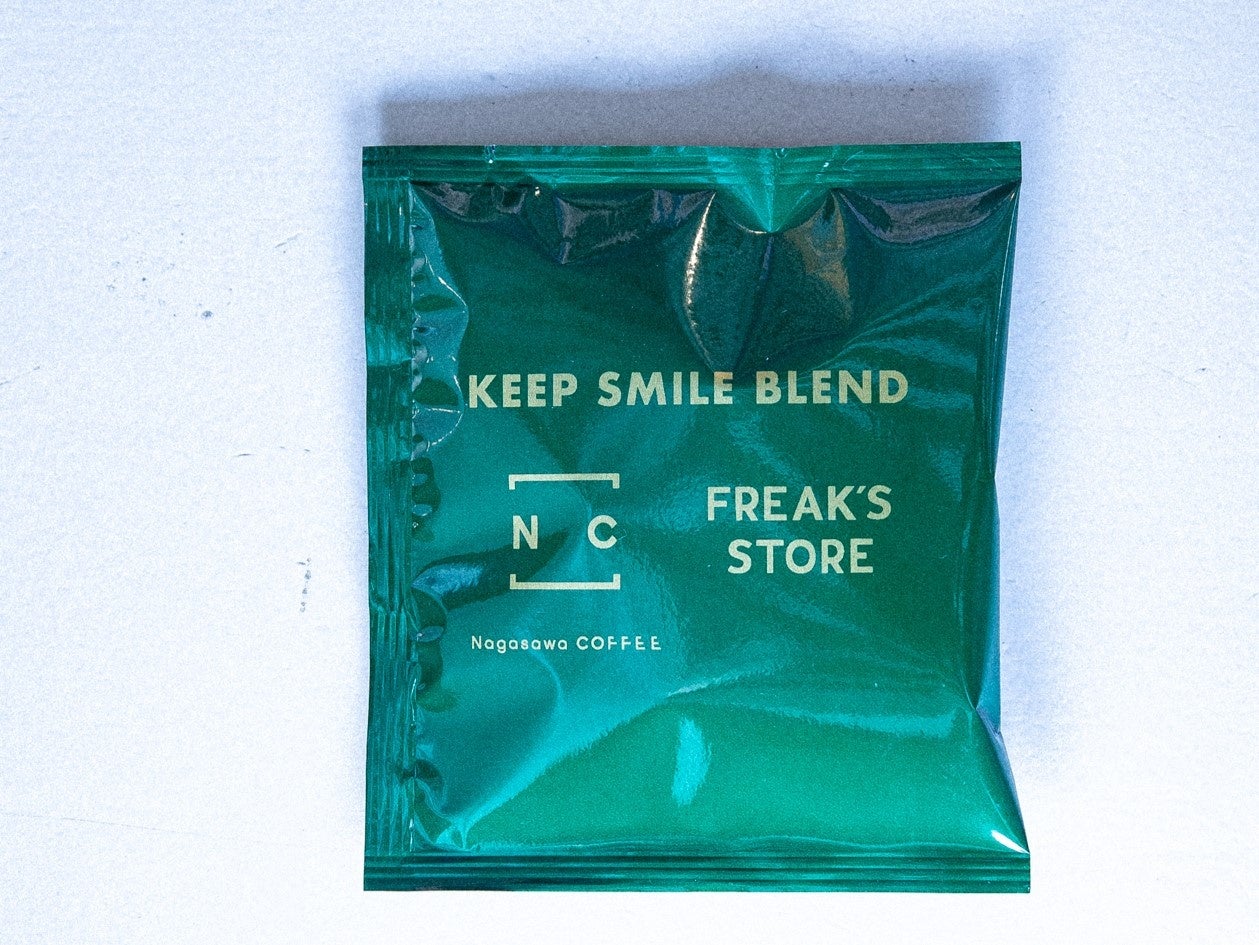 KEEP SMILE BLEND
N C
FREAK'S
STORE
Nagasawa COFFEE